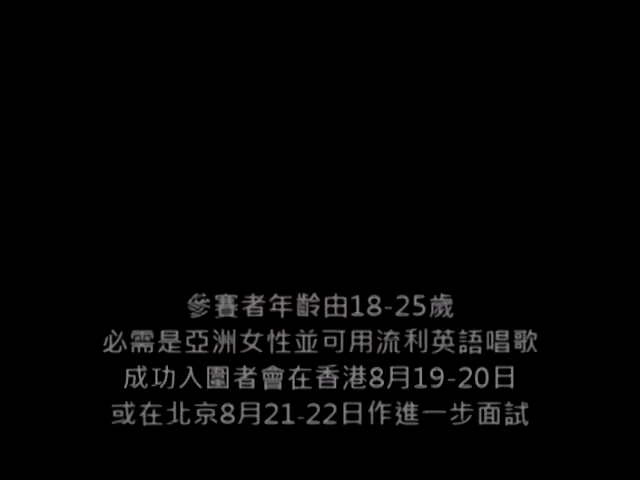 參賽者年齡由18-25歲
必需是亞洲女性並可用流利英語唱歌
成功入圍者會在香港8月19-20日
或在北京8月21-22日作進一步面試